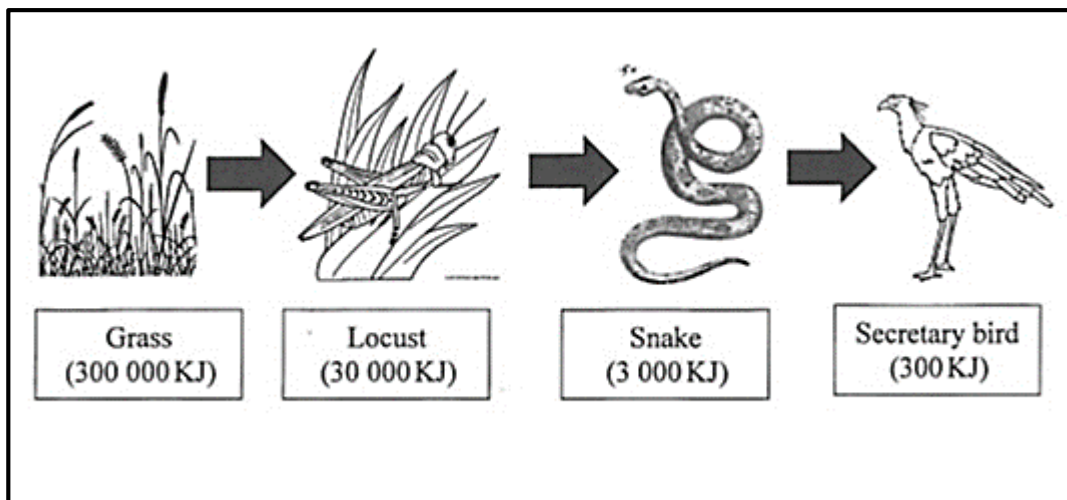 Grass
(300 000 KJ)
Locust
(30 000 KJ)
Snake
(3 000 KJ)
Secretary bird
(300 KJ)